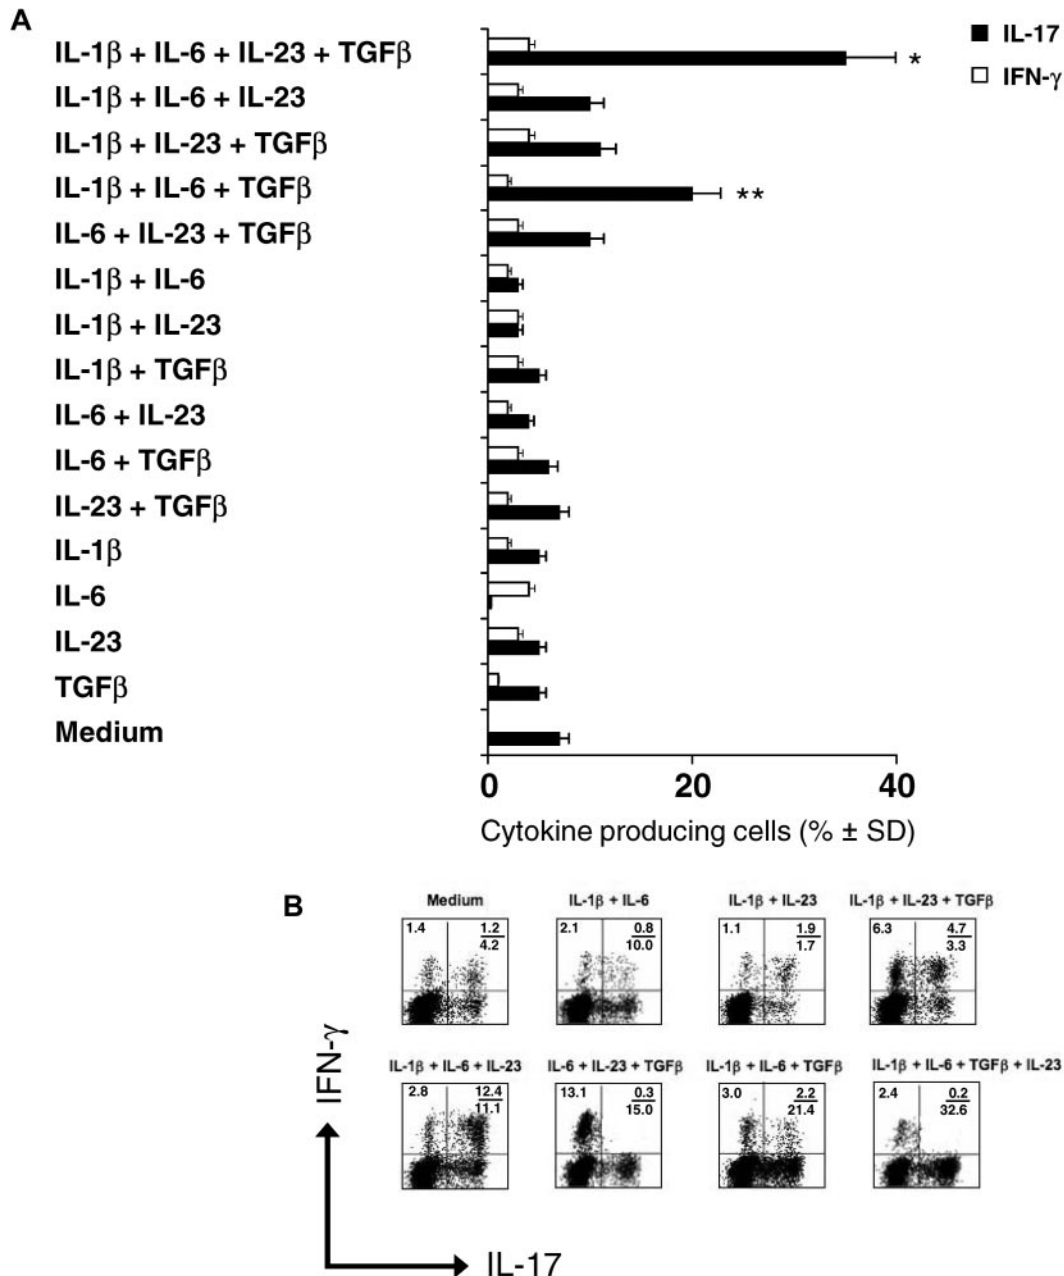 A
IL-17
IFN-γ
IL-1β + IL-6 + IL-23 + TGFβ
*
IL-1β + IL-6 + IL-23
IL-1β + IL-23 + TGFβ
IL-1β + IL-6 + TGFβ
**
IL-6 + IL-23 + TGFβ
IL-1β + IL-6
IL-1β + IL-23
IL-1β + TGFβ
IL-6 + IL-23
IL-6 + TGFβ
IL-23 + TGFβ
IL-1β
IL-6
IL-23
TGFβ
Medium
0 20 40
Cytokine producing cells (% ± SD)
B
Medium IL-1β + IL-6 IL-1β + IL-23 IL-1β + IL-23 + TGFβ
1.4 1.2 2.1 0.8 1.1 1.9 6.3 4.7
4.2 10.0 1.7 3.3
IL-1β + IL-6 + IL-23 IL-6 + IL-23 + TGFβ IL-1β + IL-6 + TGFβ IL-1β + IL-6 + TGFβ + IL-23
2.8 12.4 13.1 0.3 3.0 2.2 2.4 0.2
11.1 15.0 21.4 32.6
IFN-γ
IL-17